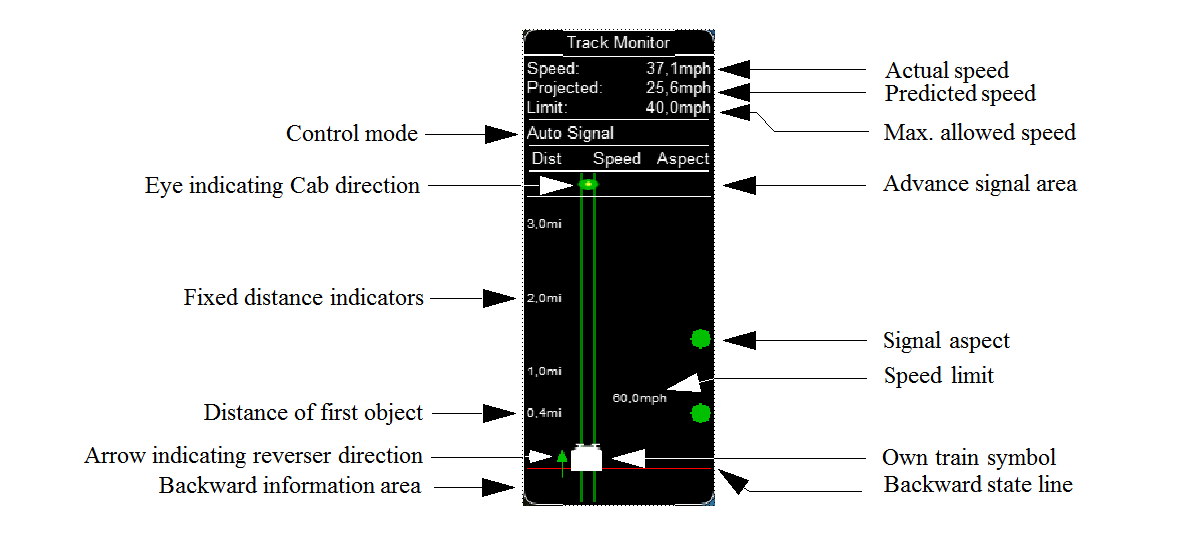 Track Monitor
Speed: 37,1mph Actual speed
Projected: 25,6mph Predicted speed
Limit: 40,0mph
Control mode Auto Signal Max. allowed speed
Dist Speed Aspect
Eye indicating Cab direction Advance signal area
3,0mi
Fixed distance indicators 2,0mi
Signal aspect
1,0mi Speed limit
60,0mph
Distance of first object 0,4mi
Arrow indicating reverser direction Own train symbol
Backward information area Backward state line